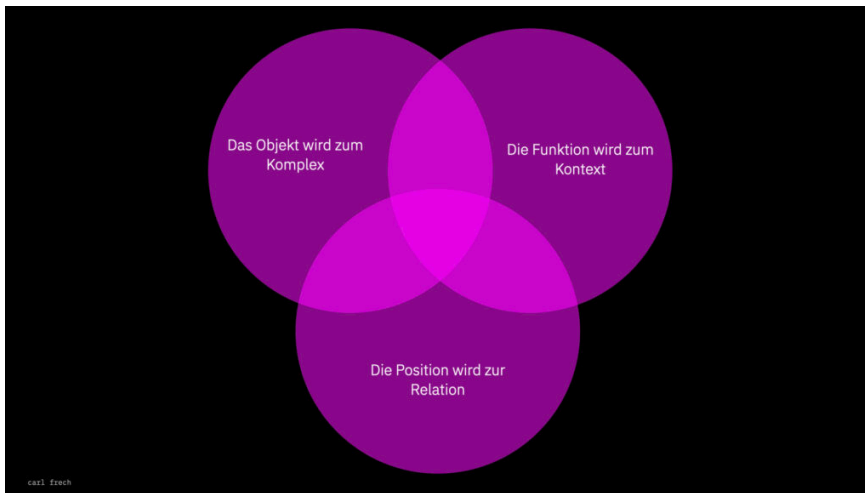 Das Objekt wird zum
Komplex
Die Funktion wird zum
Kontext
Die Position wird zur
Relation
carl frech